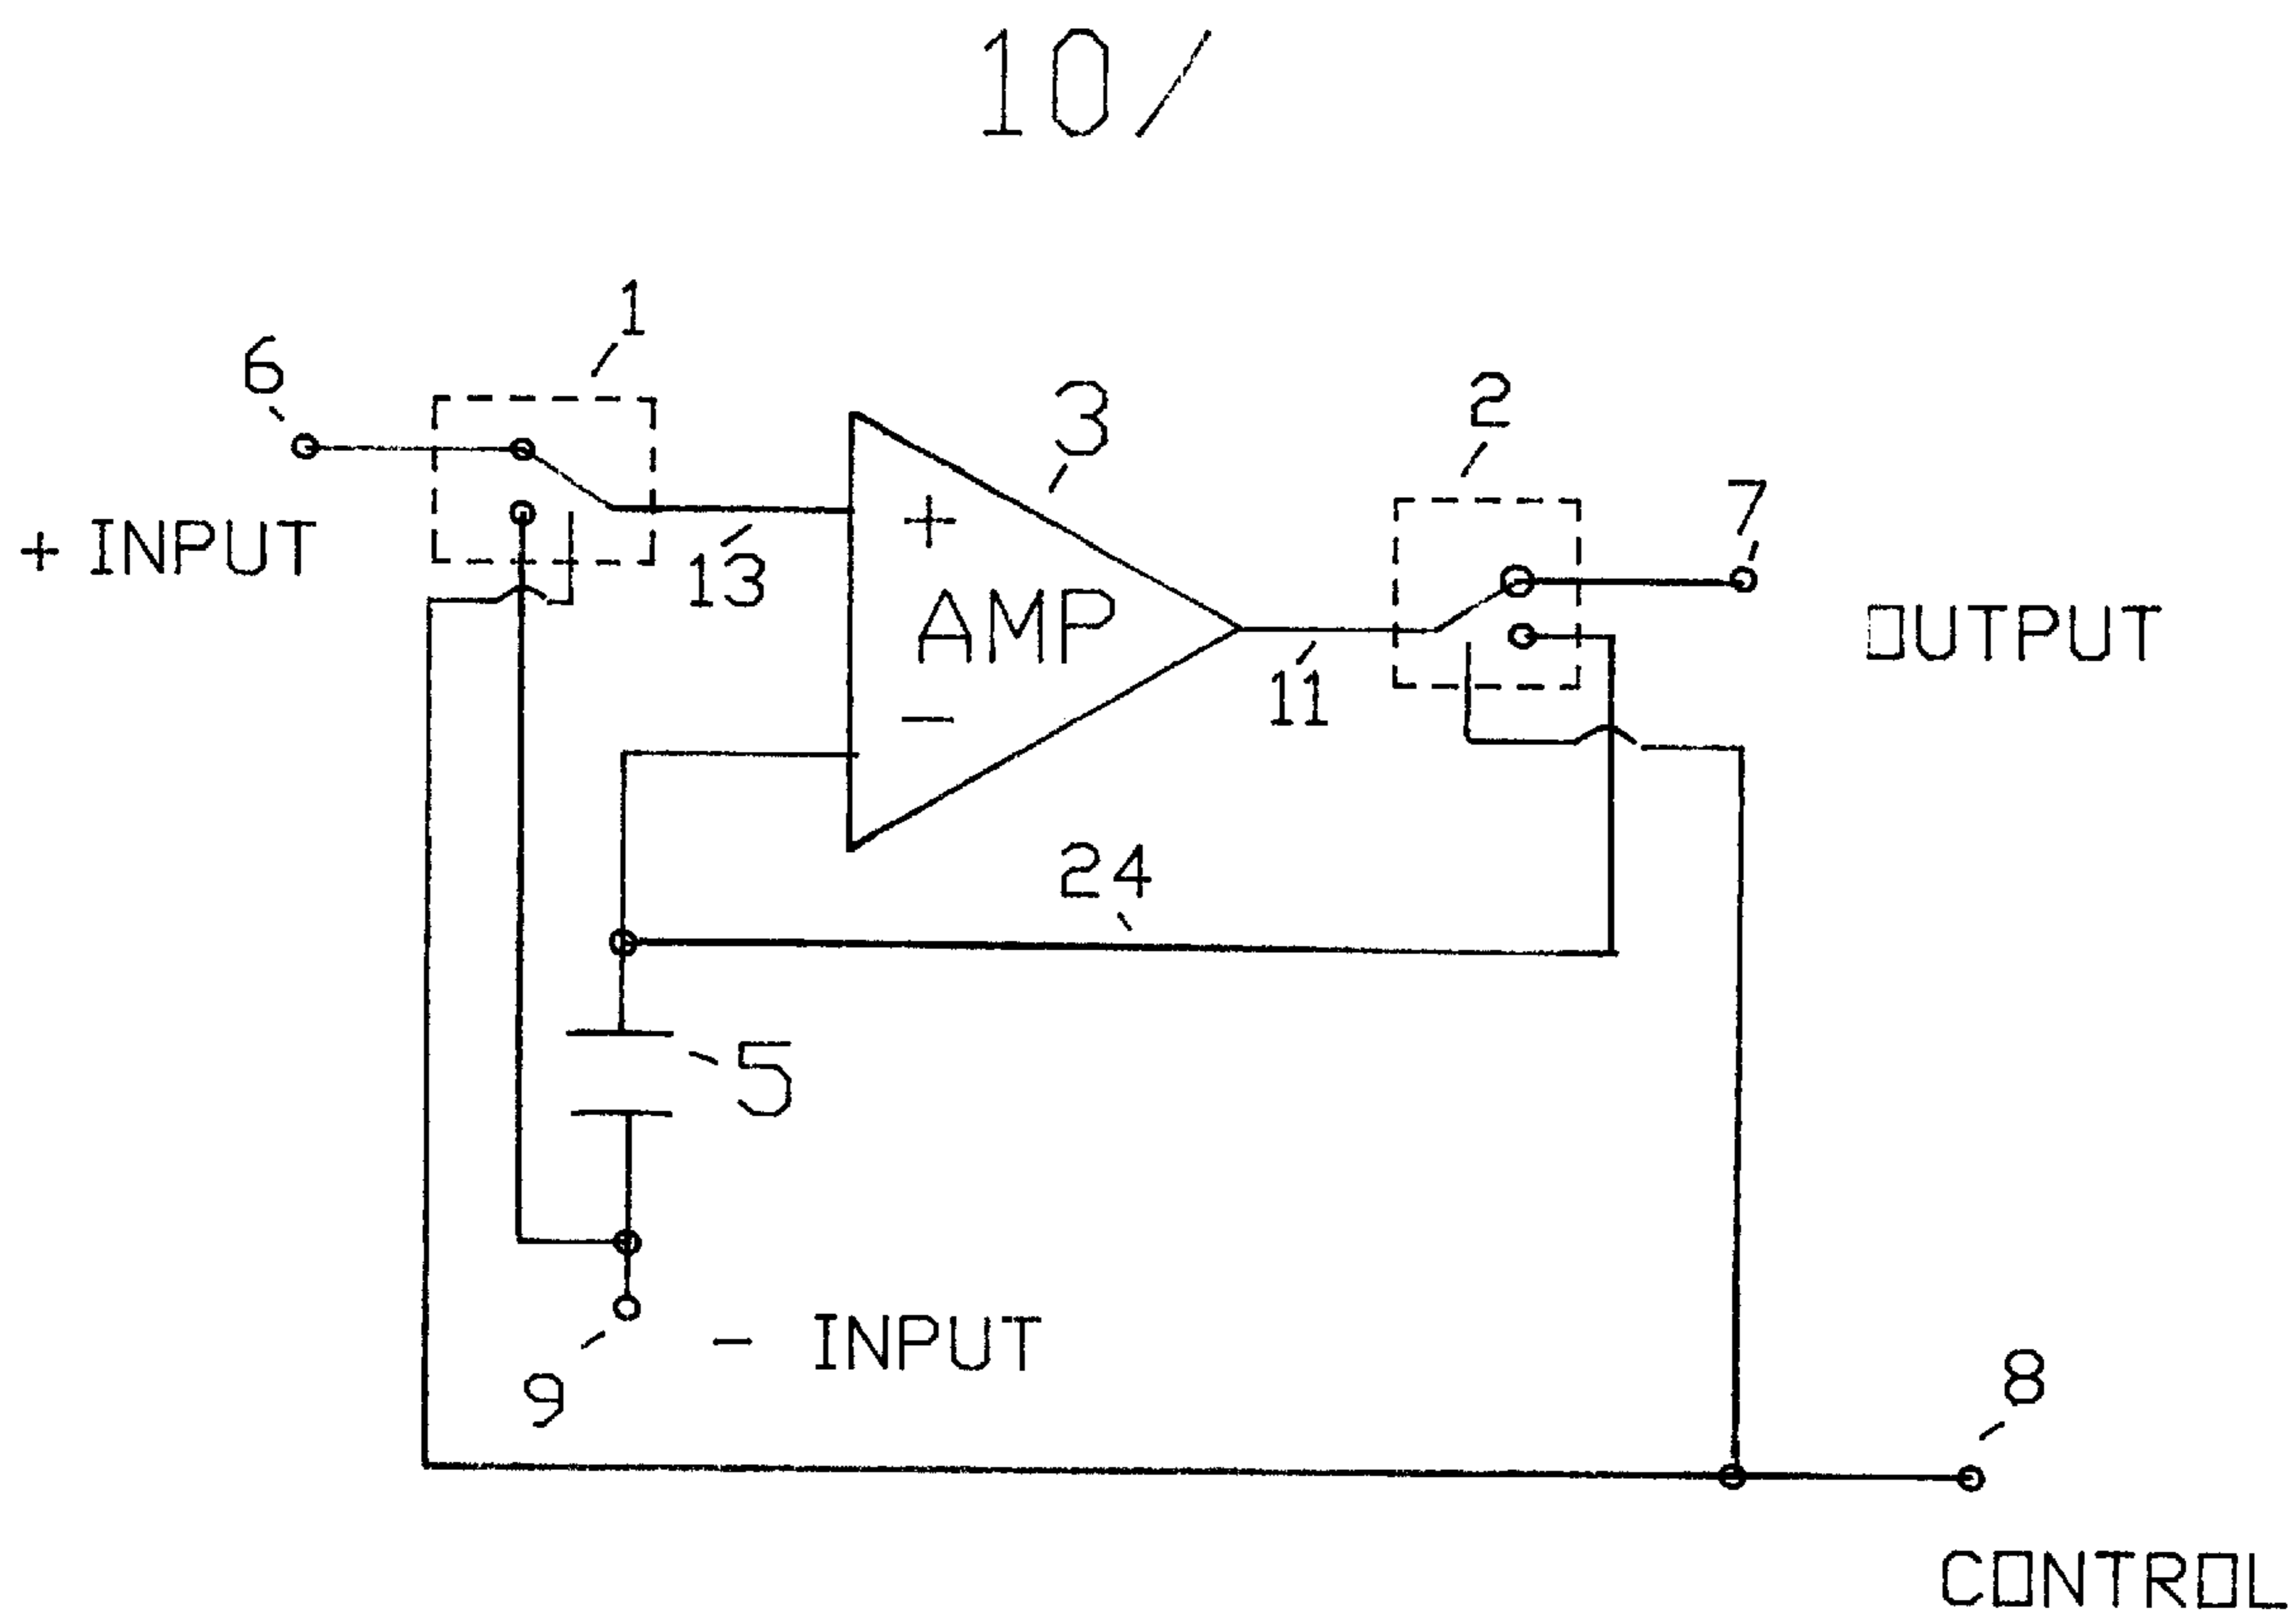 10/
1
6
3
2
7
+ INPUT
13
+
AMP
OUTPUT
11
-
24
5
- INPUT
9
8
CONTROL